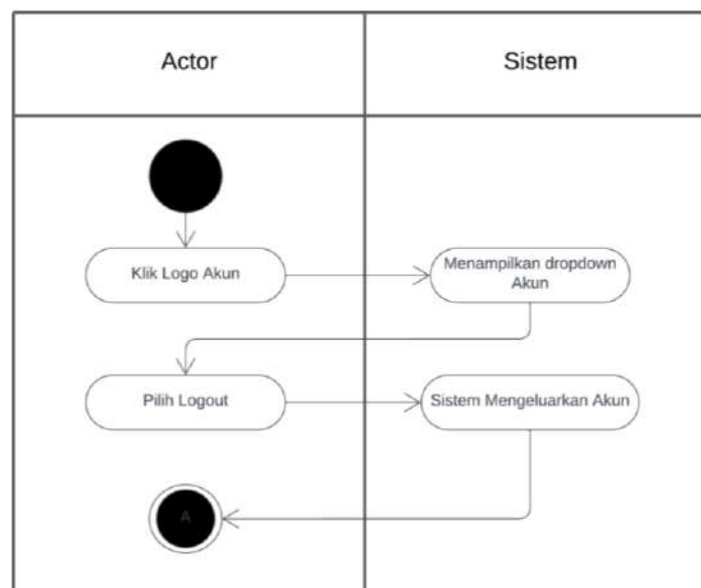 Actor
Sistem
Klik Logo Akun
Menampilkan dropdown
Akun
Pilih Logout
Sistem Mengeluarkan Akun
A